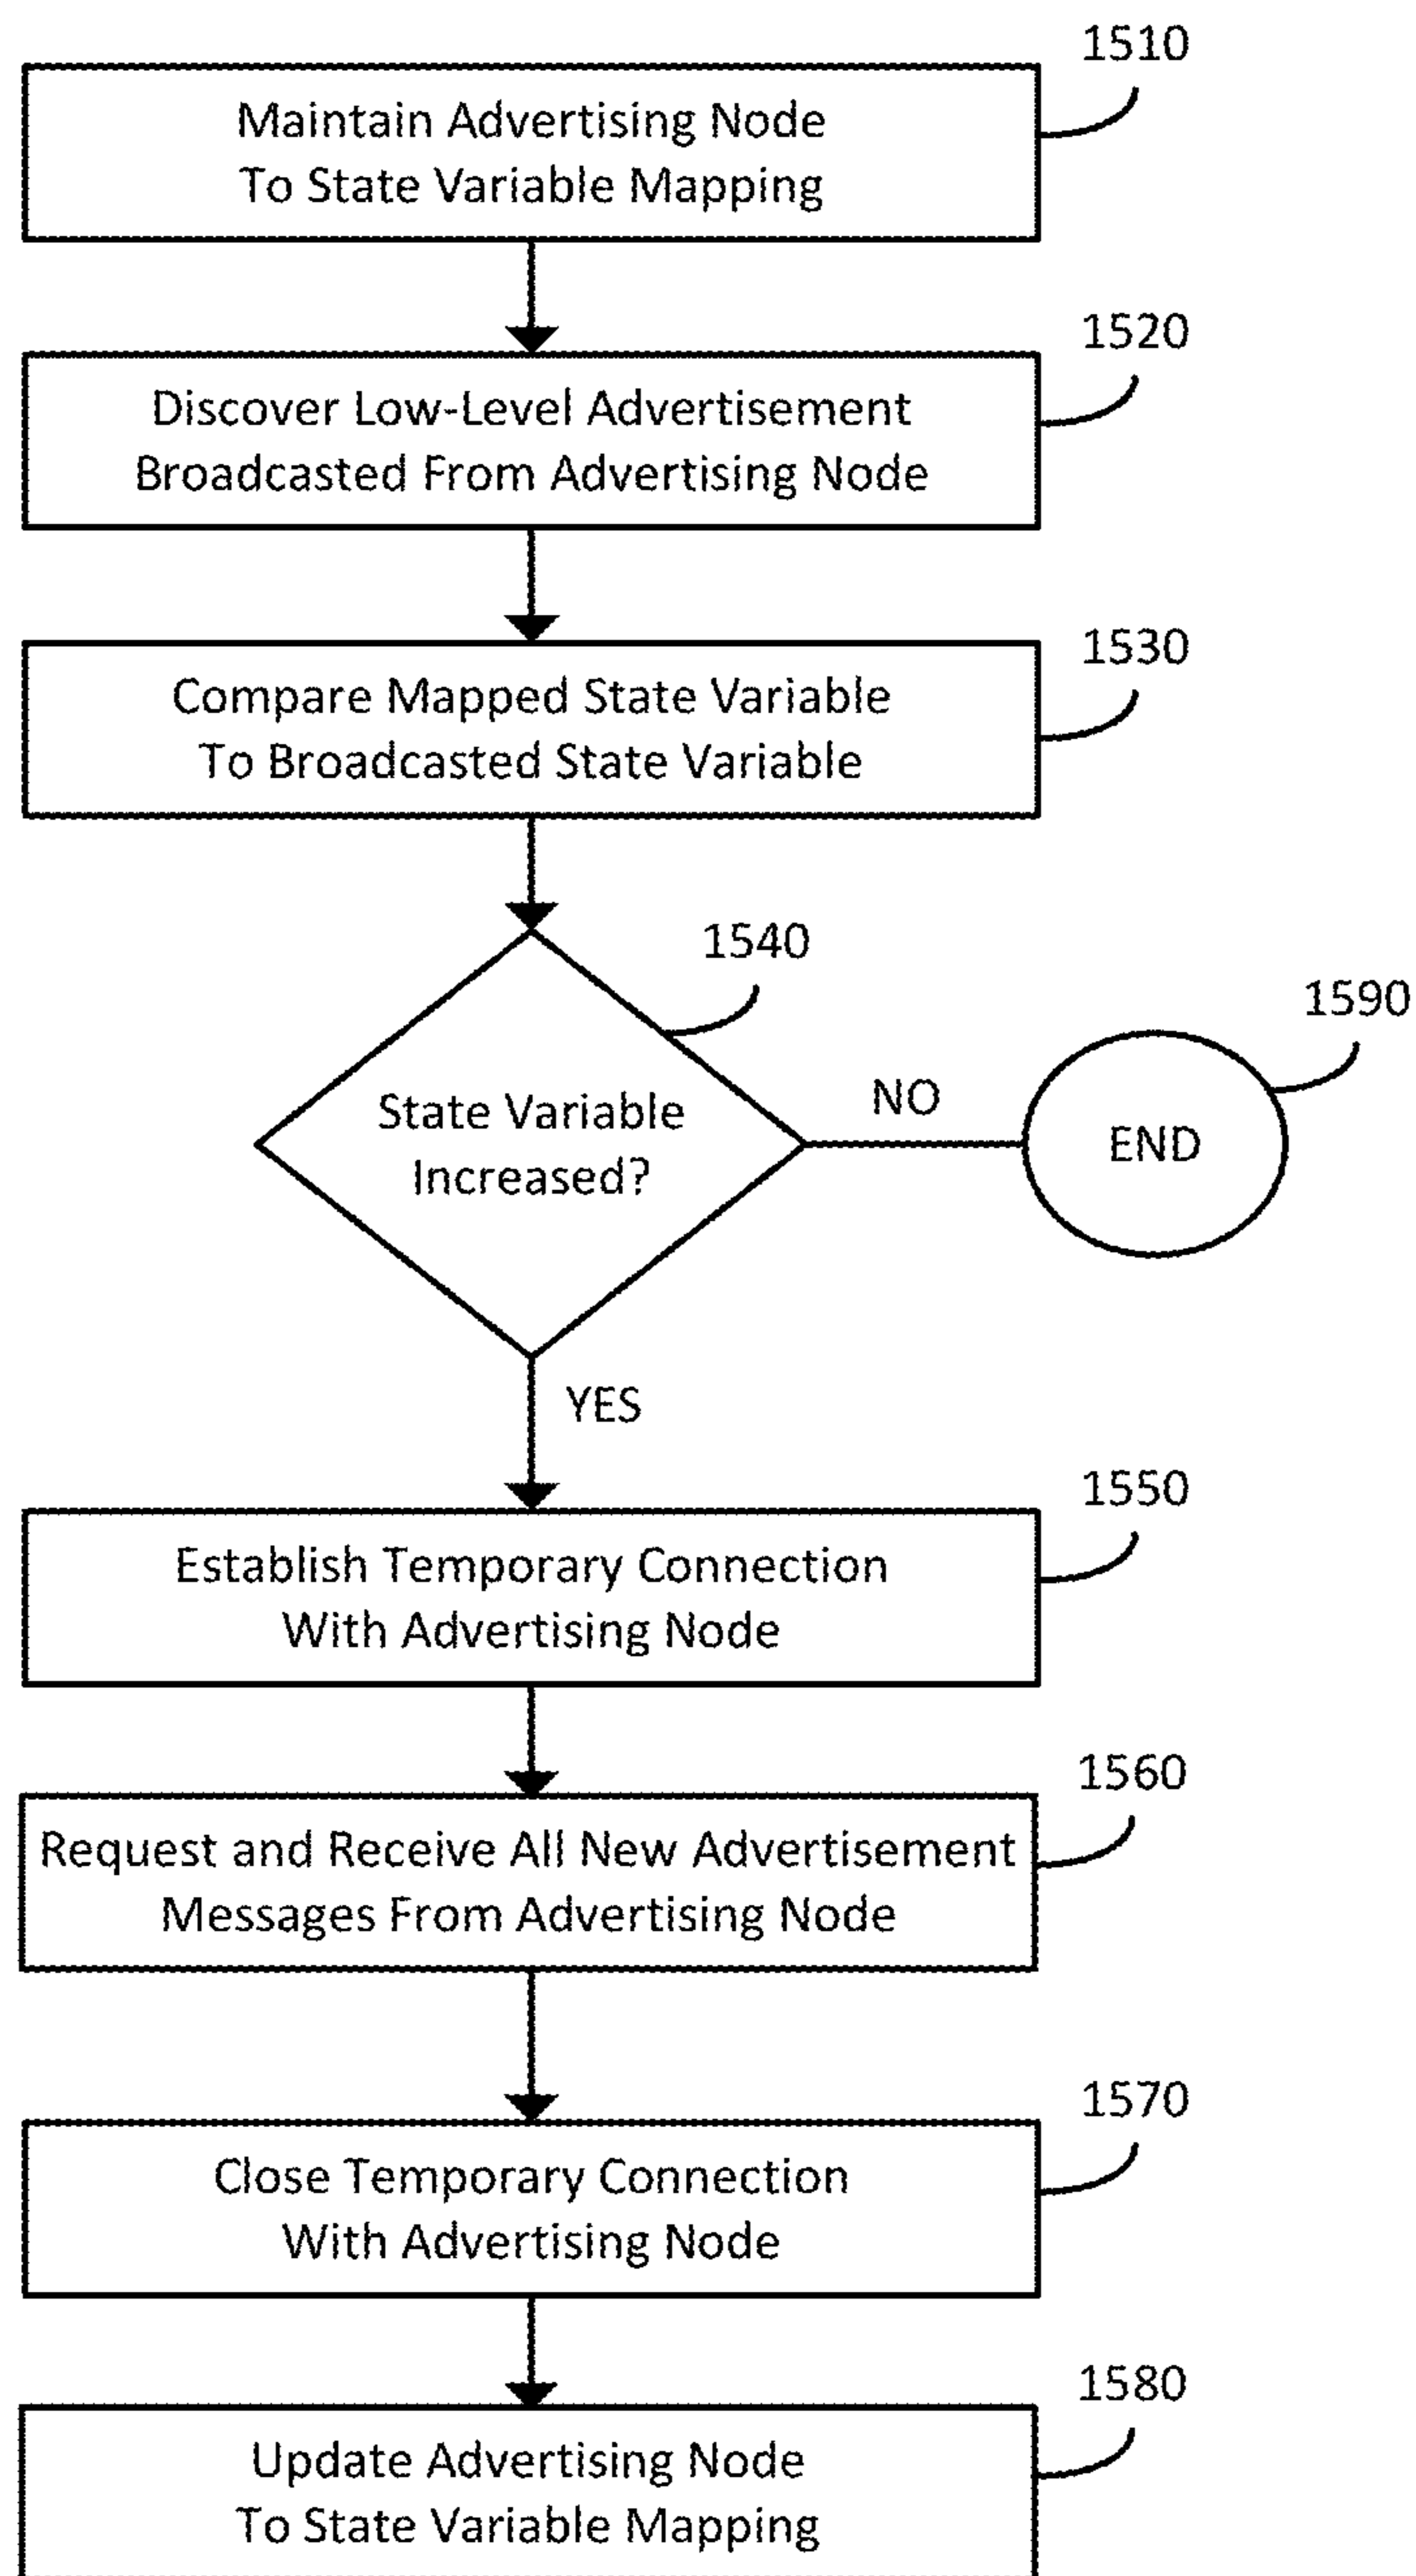 1510
Maintain Advertising Node
To State Variable Mapping
1520
Discover Low-Level Advertisement
Broadcasted From Advertising Node
1530
Compare Mapped State Variable
To Broadcasted State Variable
1540
State Variable
Increased?
NO
1590
END
YES
1550
Establish Temporary Connection
With Advertising Node
1560
Request and Receive All New Advertisement
Messages From Advertising Node
1570
Close Temporary Connection
With Advertising Node
1580
Update Advertising Node
To State Variable Mapping